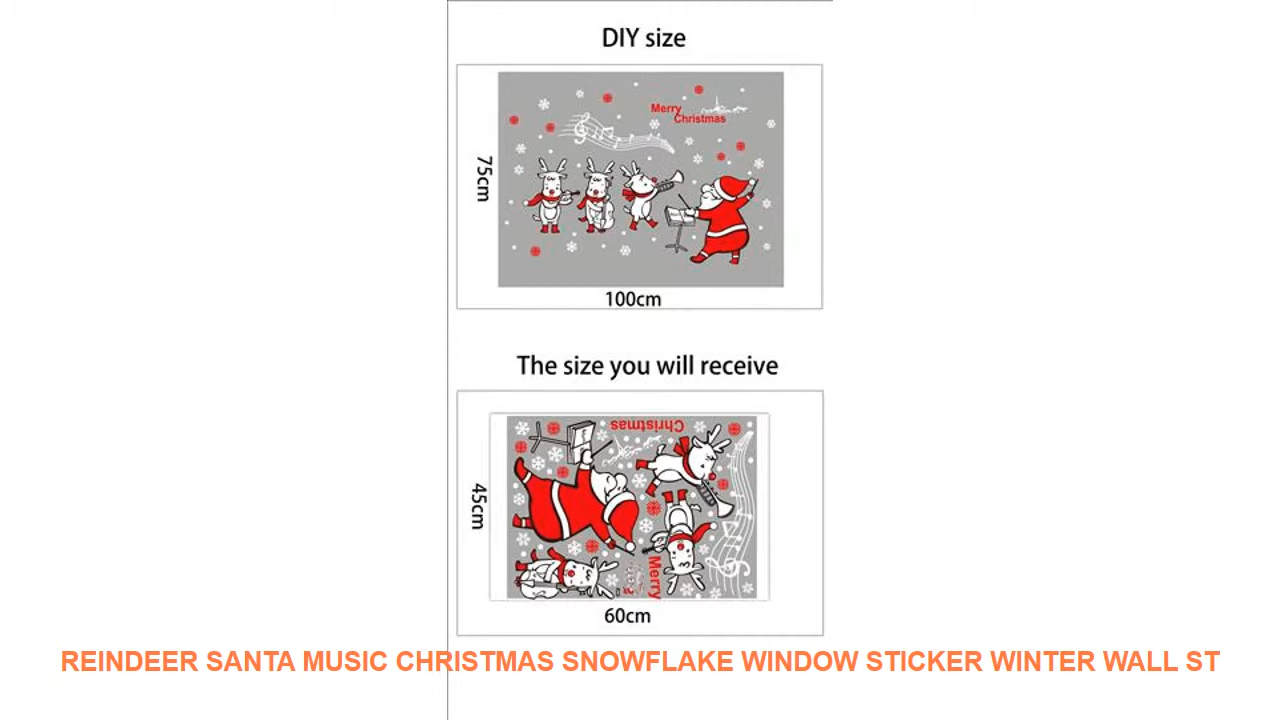 DIY size
Merry
Christmas
75cm
100cm
The size you will receive
Christmas
45cm
Merry
60cm
REINDEER SANTA MUSIC CHRISTMAS SNOWFLAKE WINDOW STICKER WINTER WALL ST